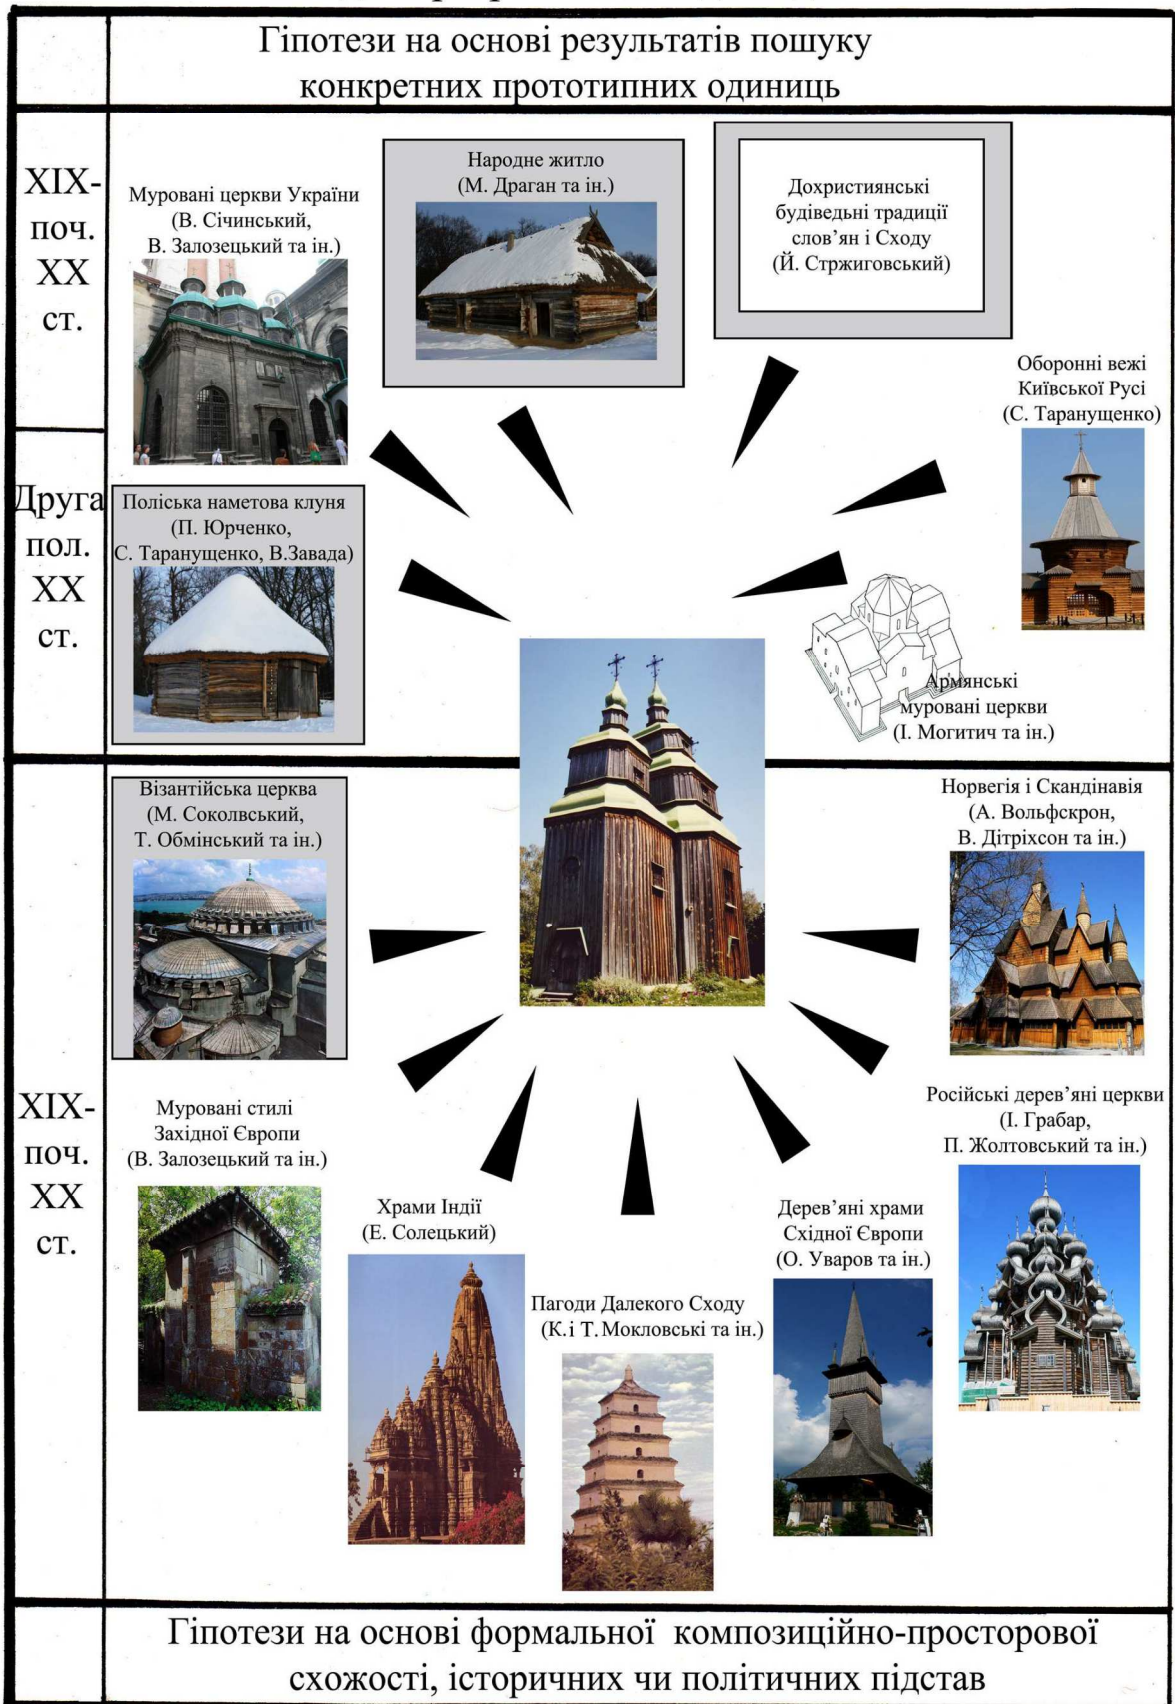 Гіпотези на основі результатів пошуку
конкретних прототипних одиниць
XIX-
поч.
XX
ст.
Муровані церкви України
(В. Січинський,
В. Залозецький та ін.)
Народне житло
(М. Драган та ін.)
Дохристиянські
будіведьні традиції
слов’ян і Сходу
(Й. Стржиговський)
Оборонні вежі
Київської Русі
(С. Таранущенко)
Друга
пол.
XX
ст.
Поліська наметова клуня
(П. Юрченко,
С. Таранущенко, В.Завада)
Армянські
муровані церкви
(І. Могитич та ін.)
XIX-
поч.
XX
ст.
Візантійська церква
(М. Соколвський,
Т. Обмінський та ін.)
Норвегія і Скандінавія
(А. Вольфскрон,
В. Дітріхсон та ін.)
Муровані стилі
Західної Європи
(В. Залозецький та ін.)
Російські дерев’яні церкви
(І. Грабар,
П. Жолтовський та ін.)
Храми Індії
(Е. Солецький)
Дерев’яні храми
Східної Європи
(О. Уваров та ін.)
Пагоди Далекого Сходу
(К.і Т. Мокловські та ін.)
Гіпотези на основі формальної композиційно-просторової
схожості, історичних чи політичних підстав